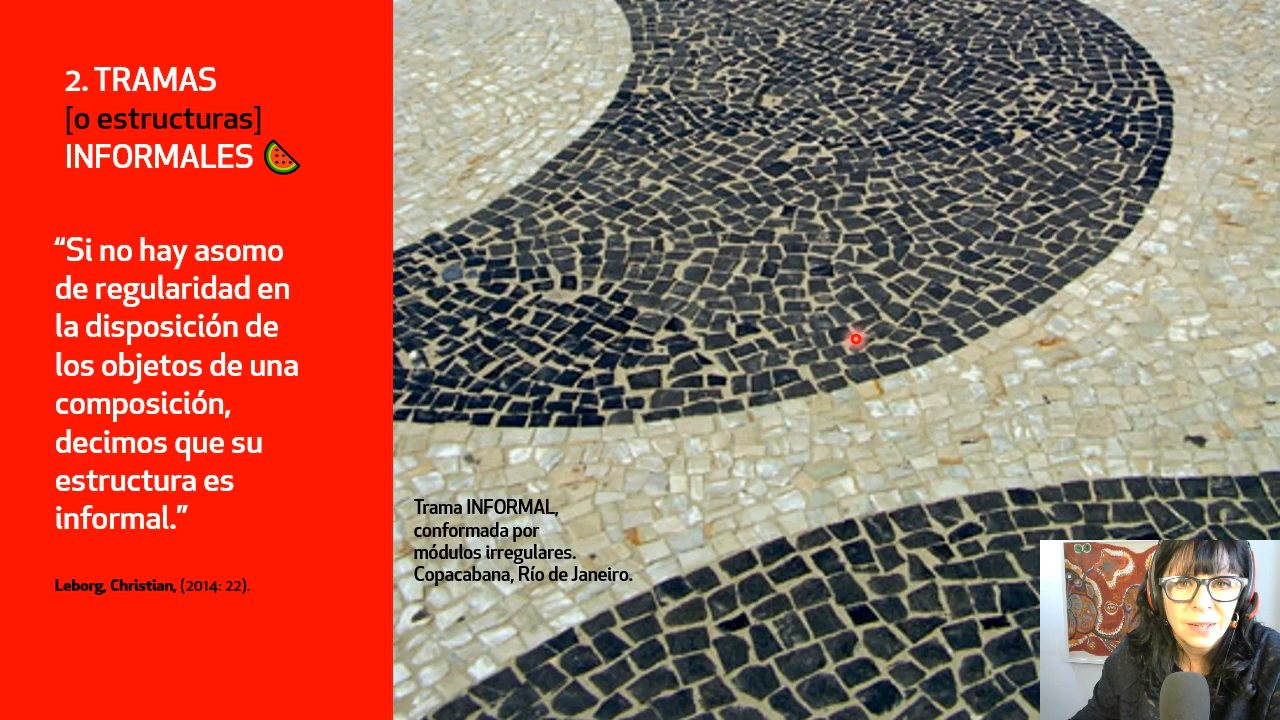 2. TRAMAS
[o estructuras]
INFORMALES
“Si no hay asomo
de regularidad en
la disposición de
los objetos de una
composición,
decimos que su
estructura es
informal.”
Leborg, Christian, (2014: 22).
Trama INFORMAL,
conformada por
módulos irregulares.
Copacabana, Río de Janeiro.